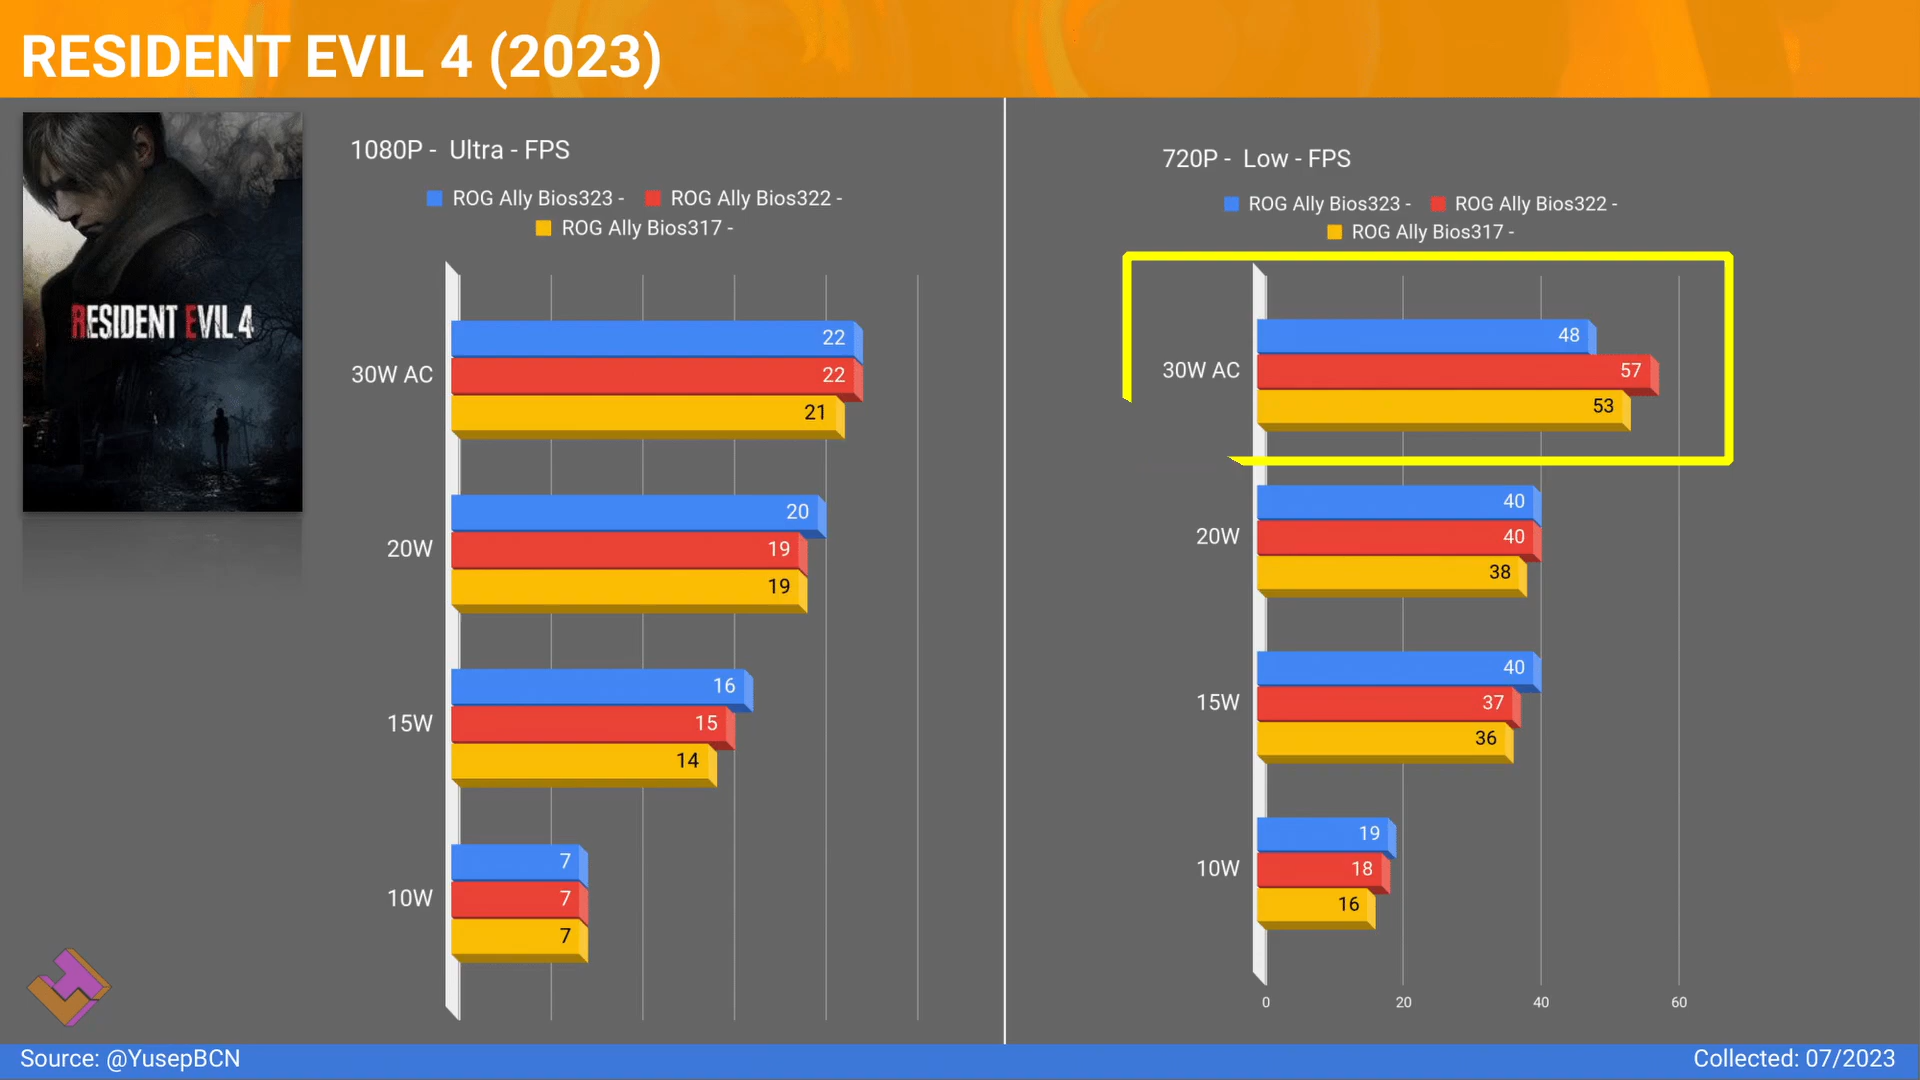 RESIDENT EVIL 4 (2023)
RESIDENT EVIL 4
1080P -  Ultra - FPS
ROG Ally Bios323 - ROG Ally Bios322 -
ROG Ally Bios317 -
30W AC
22
22
21
20W
20
19
19
15W
16
15
14
10W
7
7
7
720P -  Low - FPS
ROG Ally Bios323 - ROG Ally Bios322 -
ROG Ally Bios317 -
30W AC
48
57
53
20W
40
40
38
15W
40
37
36
10W
19
18
16
0 20 40 60
Source: @YusepBCN
Collected: 07/2023